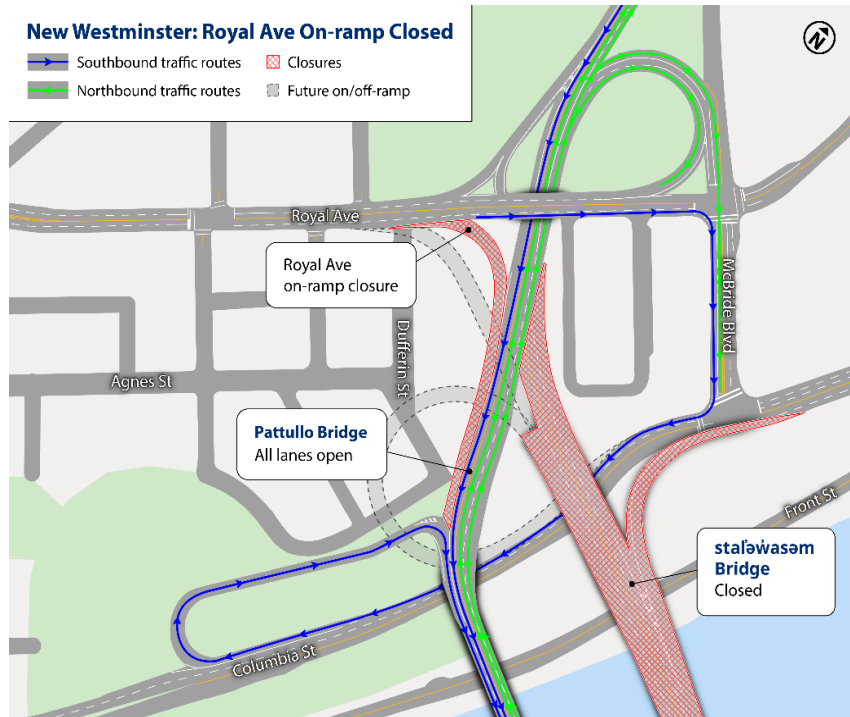 New Westminster: Royal Ave On-ramp Closed
Southbound traffic routes
Closures
Northbound traffic routes
Future on/off-ramp
N
Royal Ave
Royal Ave
on-ramp closure
McBride Blvd
Dufferin St
Agnes St
Pattullo Bridge
All lanes open
Front St
stal̓əw̓asəm
Bridge
Closed
Columbia St